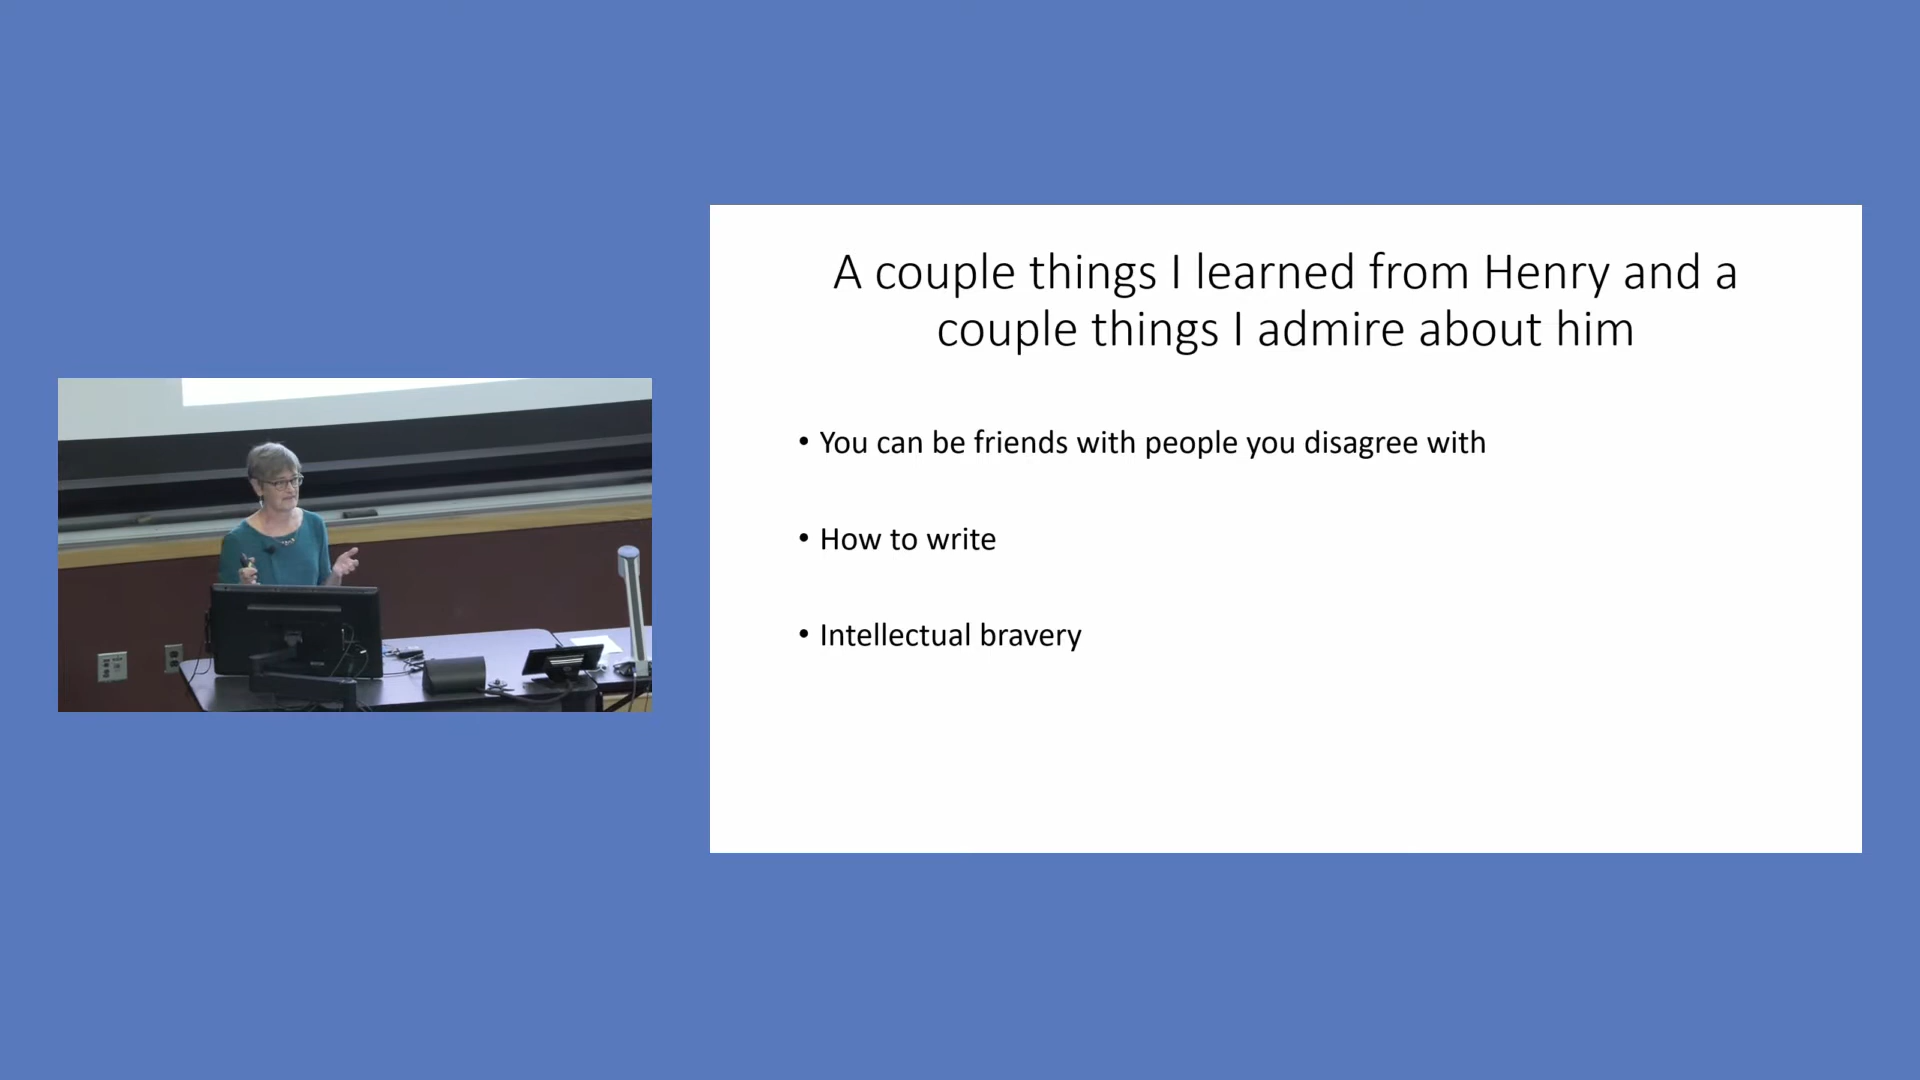 A couple things I learned from Henry and a
couple things I admire about him
• You can be friends with people you disagree with
• How to write
• Intellectual bravery